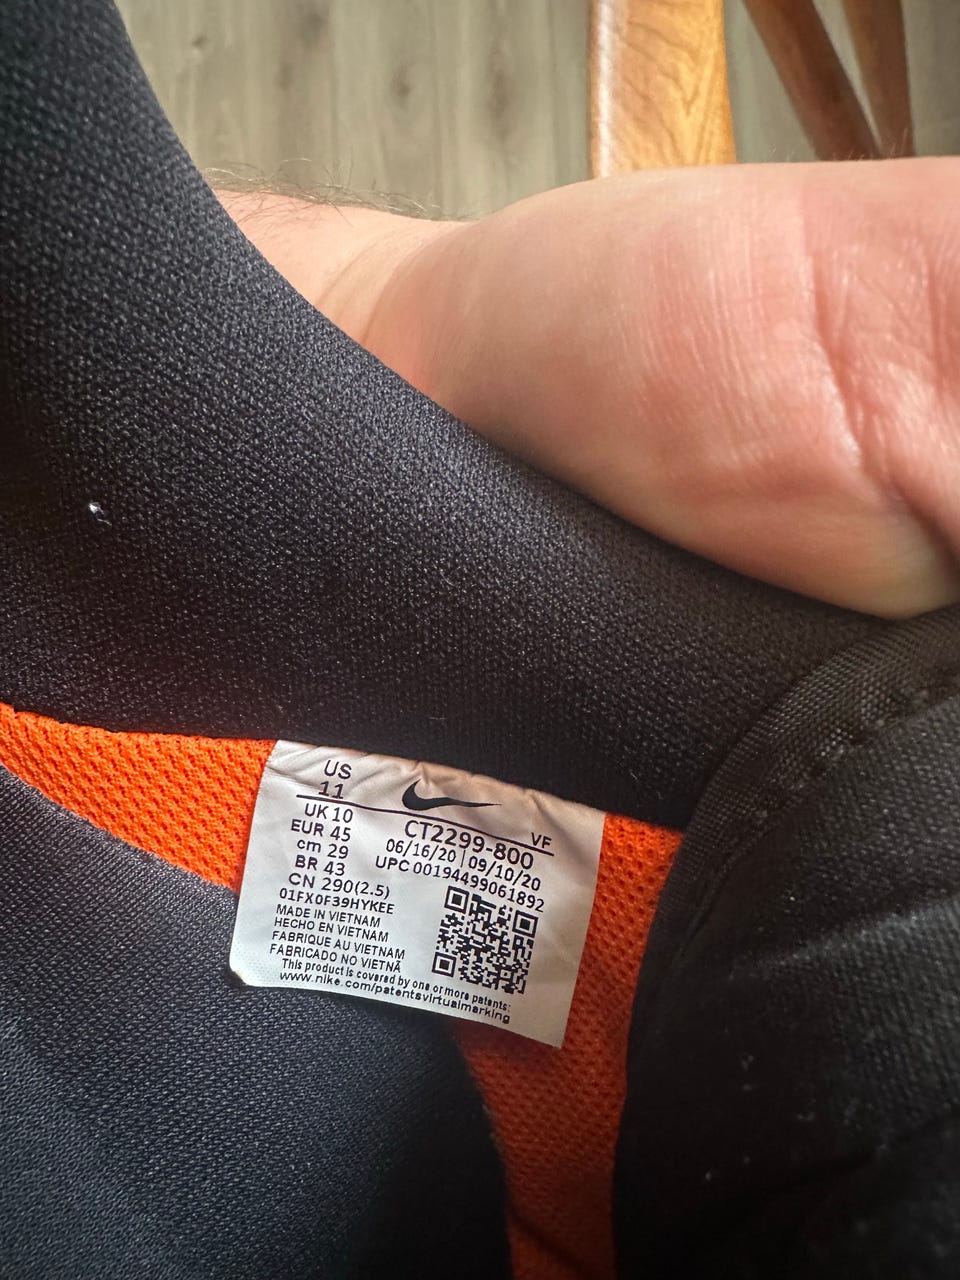 US
11
UK 10
EUR 45
cm 29
BR 43
CN 290(2.5)
01FX0F39HYKEE
MADE IN VIETNAM
HECHO EN VIETNAM
FABRIQUE AU VIETNAM
FABRICADO NO VIETNÃ
This product is covered by one or more patents:
www.nike.com/patentsvirtualmarking
VF
CT2299-800
06/16/20 | 09/10/20
UPC 00194499061892